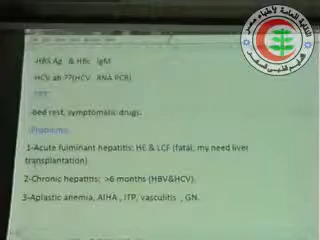 -HBS Ag & HBc IgM
-HCV ab ??(HCV RNA PCR)
TTT:
-Bed rest, symptomatic drugs.
-Problems:
1-Acute fulminant hepatitis: HE & LCF (fatal, my need liver
transplantation)
2-Chronic hepatitis: >6 months (HBV&HCV).
3-Aplastic anemia, AIHA , ITP, vasculitis , GN.